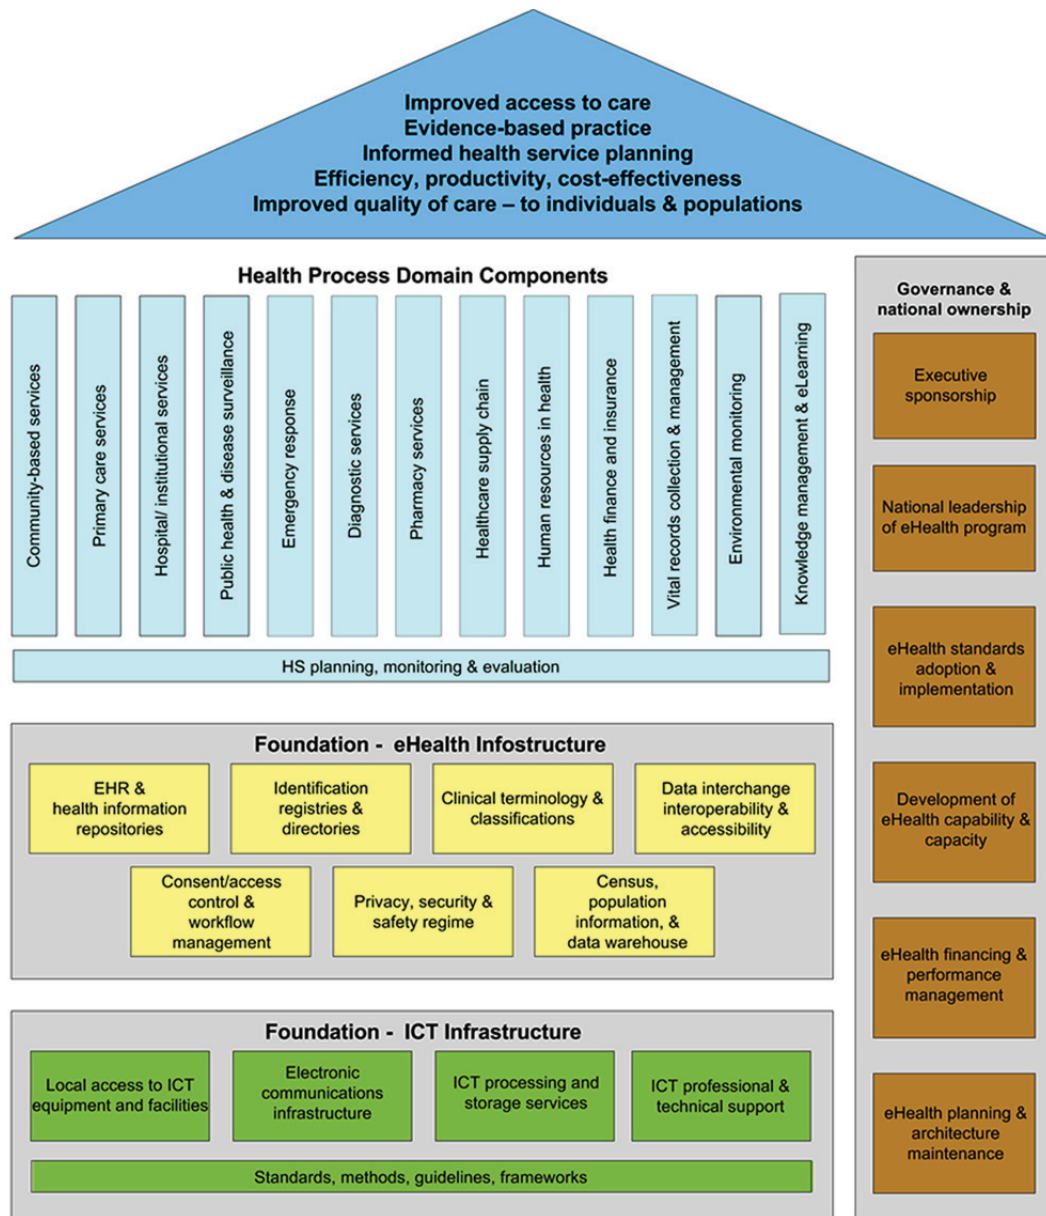 Improved access to care
Evidence-based practice
Informed health service planning
Efficiency, productivity, cost-effectiveness
Improved quality of care – to individuals & populations
Health Process Domain Components
Community-based services
Primary care services
Hospital/ institutional services
Public health & disease surveillance
Emergency response
Diagnostic services
Pharmacy services
Healthcare supply chain
Human resources in health
Health finance and insurance
Vital records collection & management
Environmental monitoring
Knowledge management & eLearning
HS planning, monitoring & evaluation
Foundation - eHealth Infostructure
EHR &
health information
repositories
Identification
registries &
directories
Clinical terminology &
classifications
Data interchange
interoperability &
accessibility
Consent/access
control &
workflow
management
Privacy, security &
safety regime
Census,
population
information, &
data warehouse
Foundation - ICT Infrastructure
Local access to ICT
equipment and facilities
Electronic
communications
infrastructure
ICT processing and
storage services
ICT professional &
technical support
Standards, methods, guidelines, frameworks
Governance &
national ownership
Executive
sponsorship
National leadership
of eHealth program
eHealth standards
adoption &
implementation
Development of
eHealth capability &
capacity
eHealth financing &
performance
management
eHealth planning &
architecture
maintenance